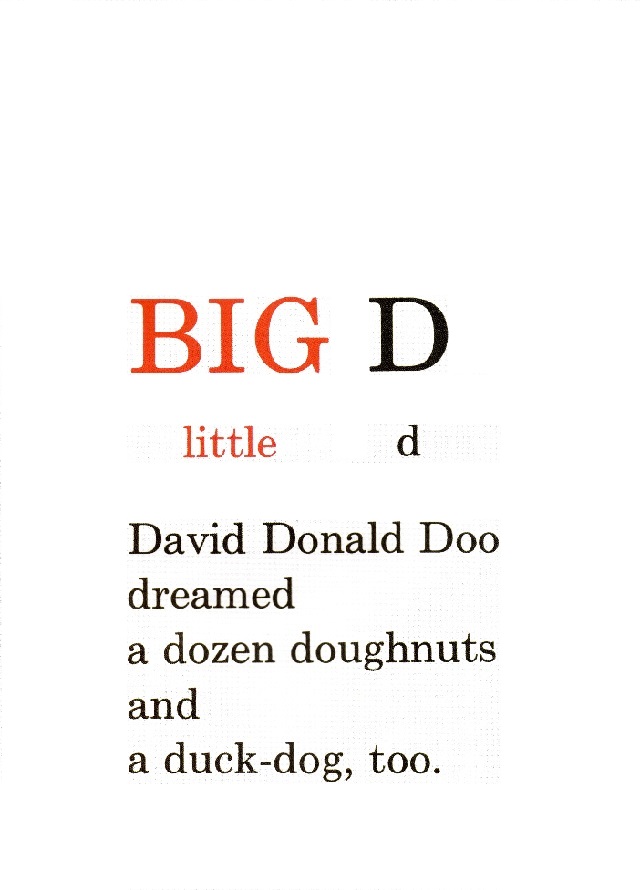 BIG D
little d
David Donald Doo
dreamed
a dozen doughnuts
and
a duck-dog, too.